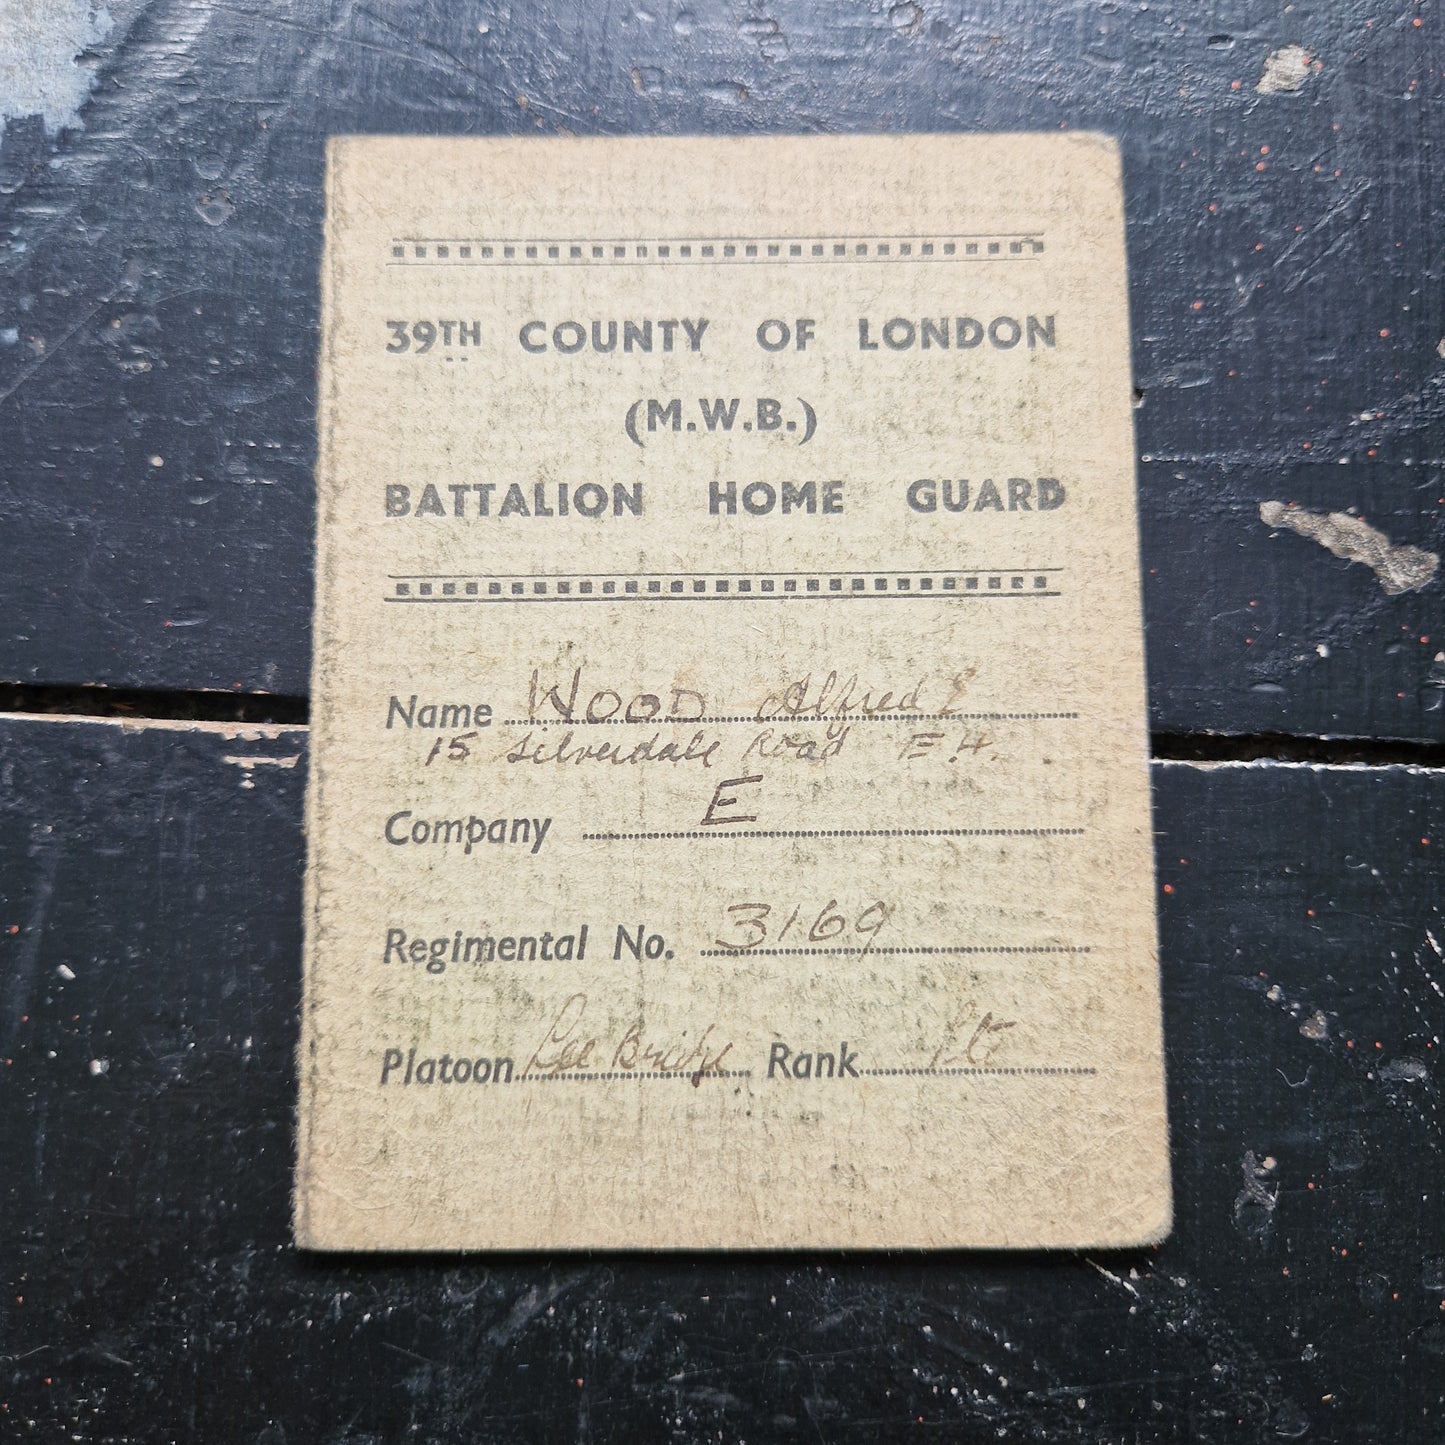 39TH COUNTY OF LONDON
(M.W.B.)
BATTALION HOME GUARD
Name WOOD Alfred E
15 Silverdale Road E.4.
Company E
Regimental No. 3169
Platoon Lea Bridge Rank Pte